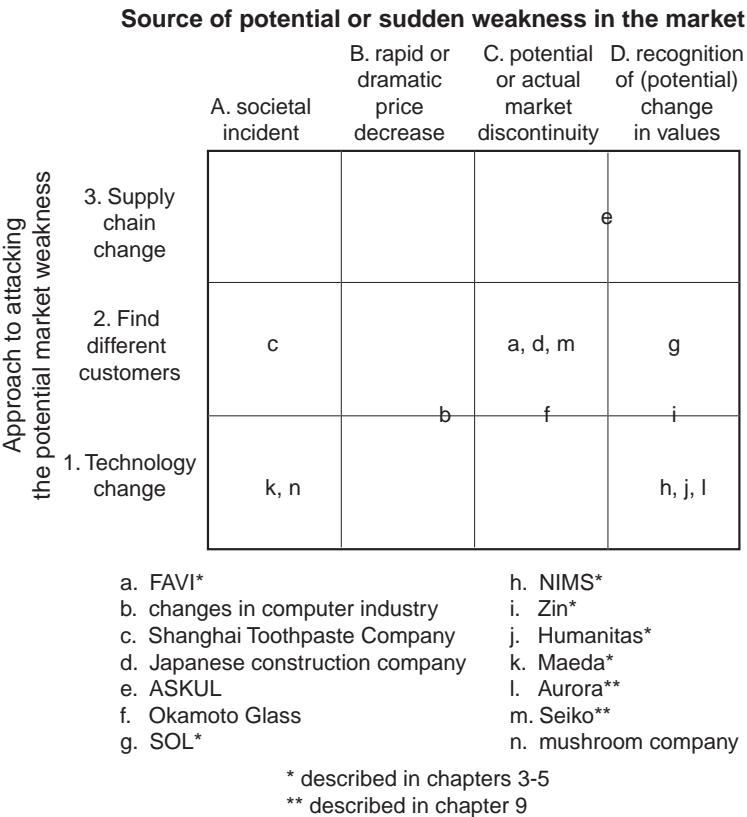 Source of potential or sudden weakness in the market
A. societal
incident
B. rapid or
dramatic
price
decrease
C. potential
or actual
market
discontinuity
D. recognition
of (potential)
change
in values
Approach to attacking
the potential market weakness
3. Supply
chain
change
e
2. Find
different
customers
c
a, d, m
g
b
f
i
1. Technology
change
k, n
h, j, l
a. FAVI*
b. changes in computer industry
c. Shanghai Toothpaste Company
d. Japanese construction company
e. ASKUL
f. Okamoto Glass
g. SOL*
h. NIMS*
i. Zin*
j. Humanitas*
k. Maeda*
l. Aurora**
m. Seiko**
n. mushroom company
* described in chapters 3-5
** described in chapter 9